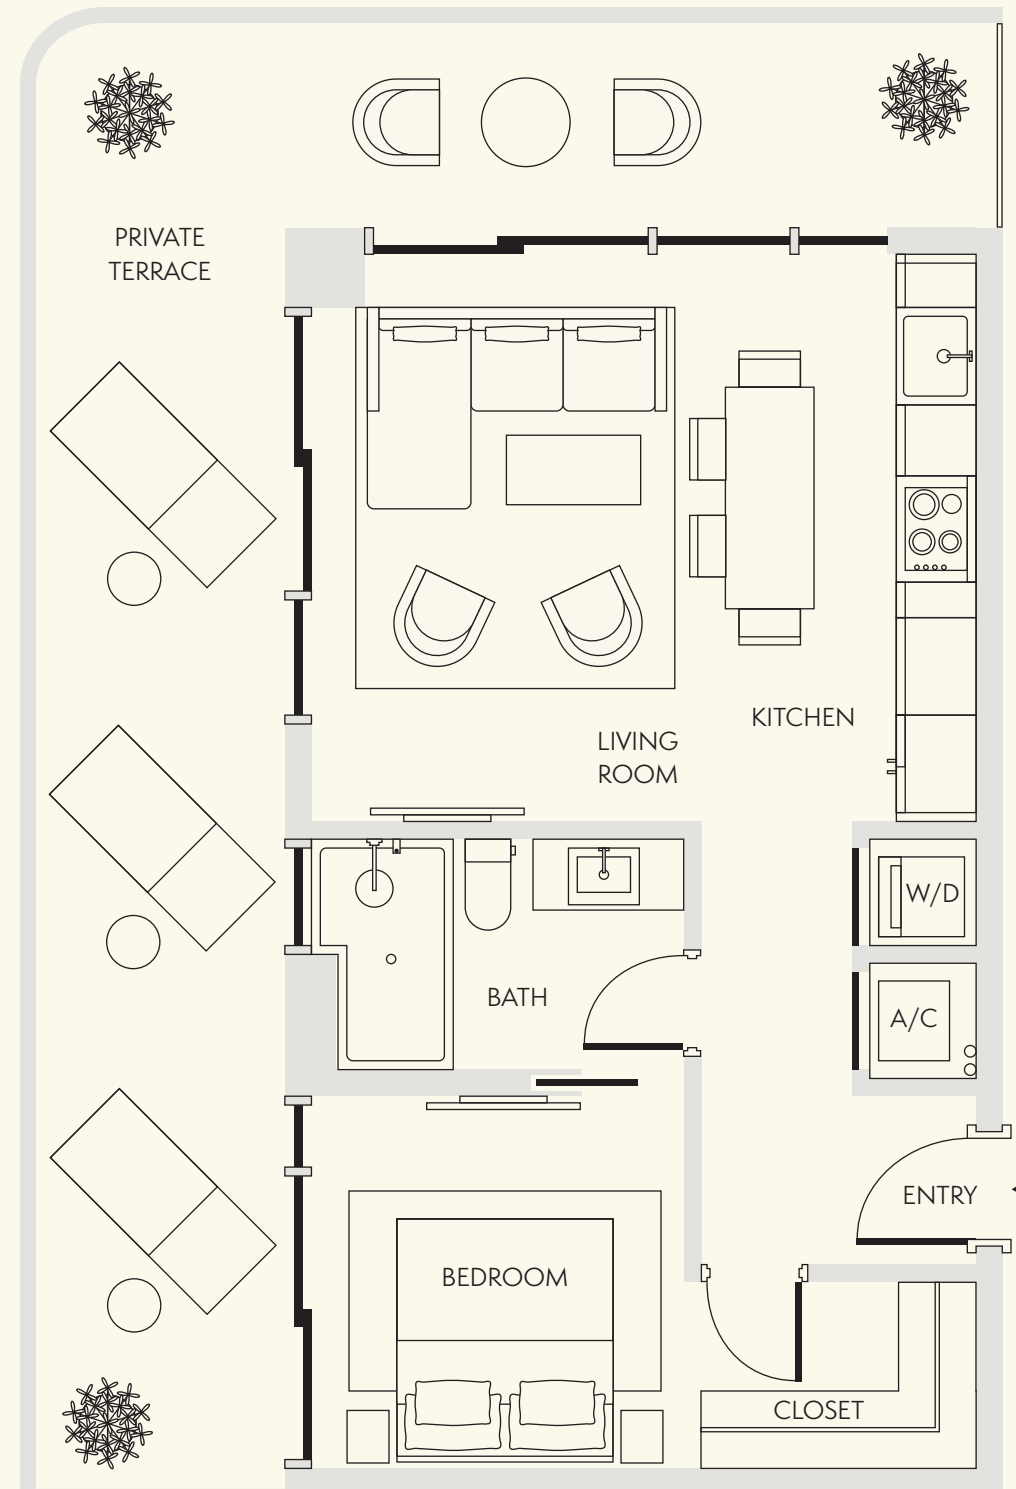 PRIVATE
TERRACE
KITCHEN
LIVING
ROOM
W/D
BATH
A/C
ENTRY
BEDROOM
CLOSET